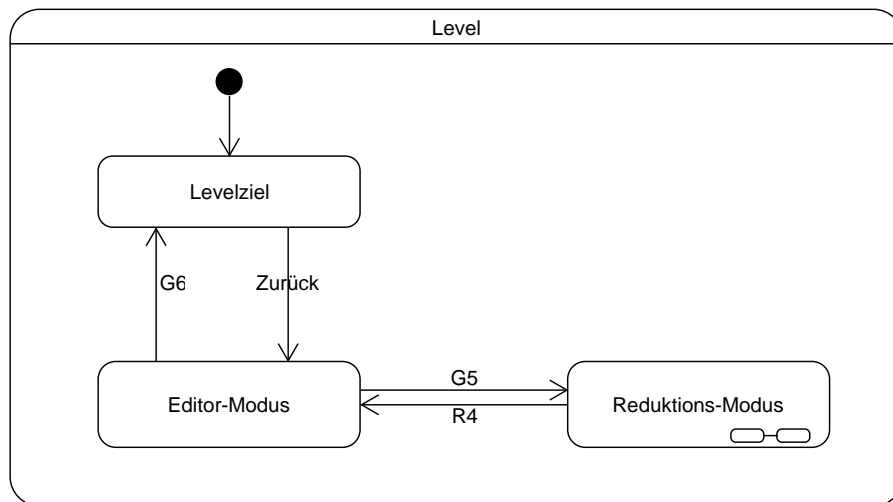 Level
Levelziel
G6
Zurück
Editor-Modus
G5
R4
Reduktions-Modus